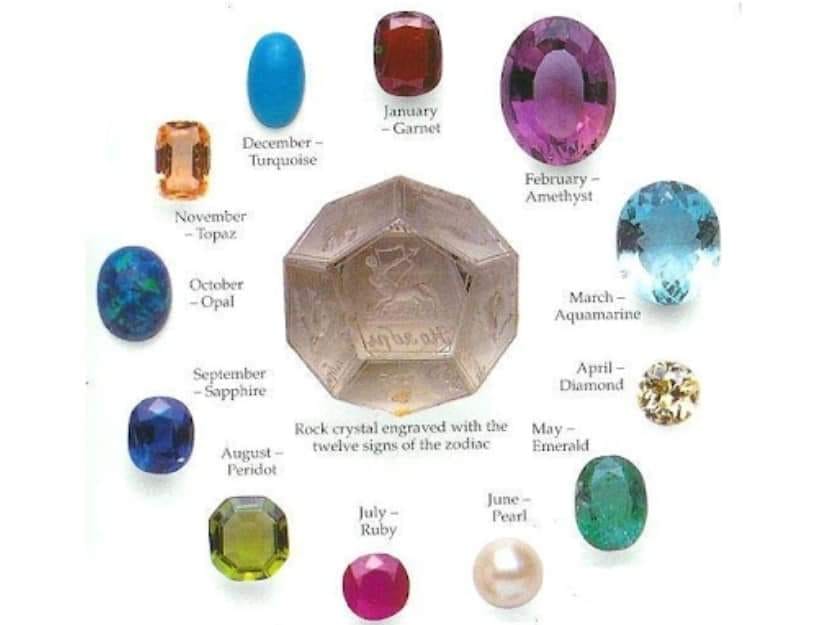 January
– Garnet
February –
Amethyst
March –
Aquamarine
April –
Diamond
May –
Emerald
June –
Pearl
July –
Ruby
August –
Peridot
September
– Sapphire
October
– Opal
November
– Topaz
December –
Turquoise
Rock crystal engraved with the
twelve signs of the zodiac